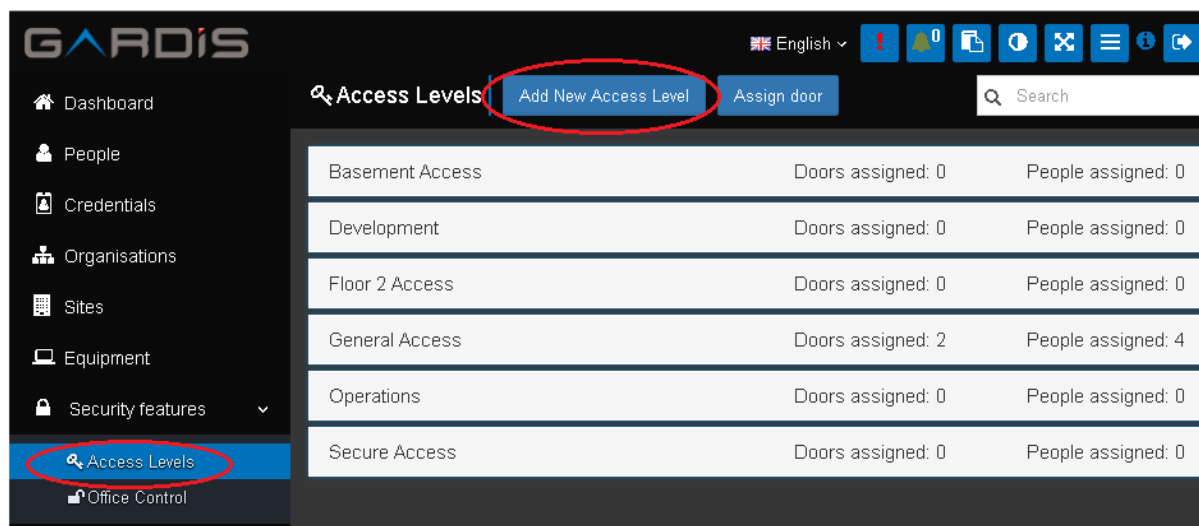 GARDiS
English
0
Dashboard
Access Levels
Add New Access Level
Assign door
Search
People
Credentials
Organisations
Sites
Equipment
Security features
Access Levels
Office Control
Basement Access Doors assigned: 0 People assigned: 0
Development Doors assigned: 0 People assigned: 0
Floor 2 Access Doors assigned: 0 People assigned: 0
General Access Doors assigned: 2 People assigned: 4
Operations Doors assigned: 0 People assigned: 0
Secure Access Doors assigned: 0 People assigned: 0